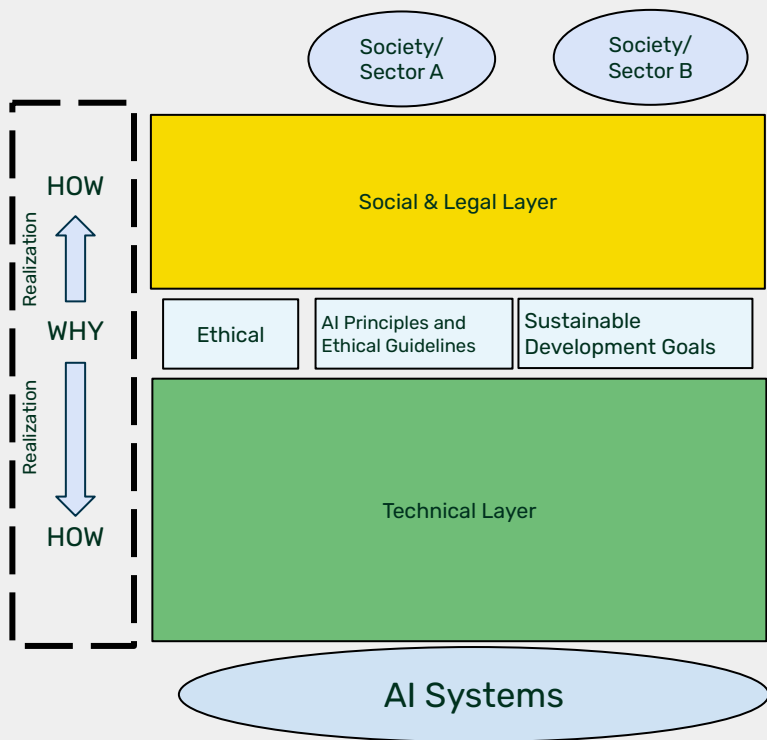 Society/
Sector A
Society/
Sector B
HOW
Realization
Social & Legal Layer
WHY
Ethical
AI Principles and
Ethical Guidelines
Sustainable
Development Goals
Realization
HOW
Technical Layer
AI Systems